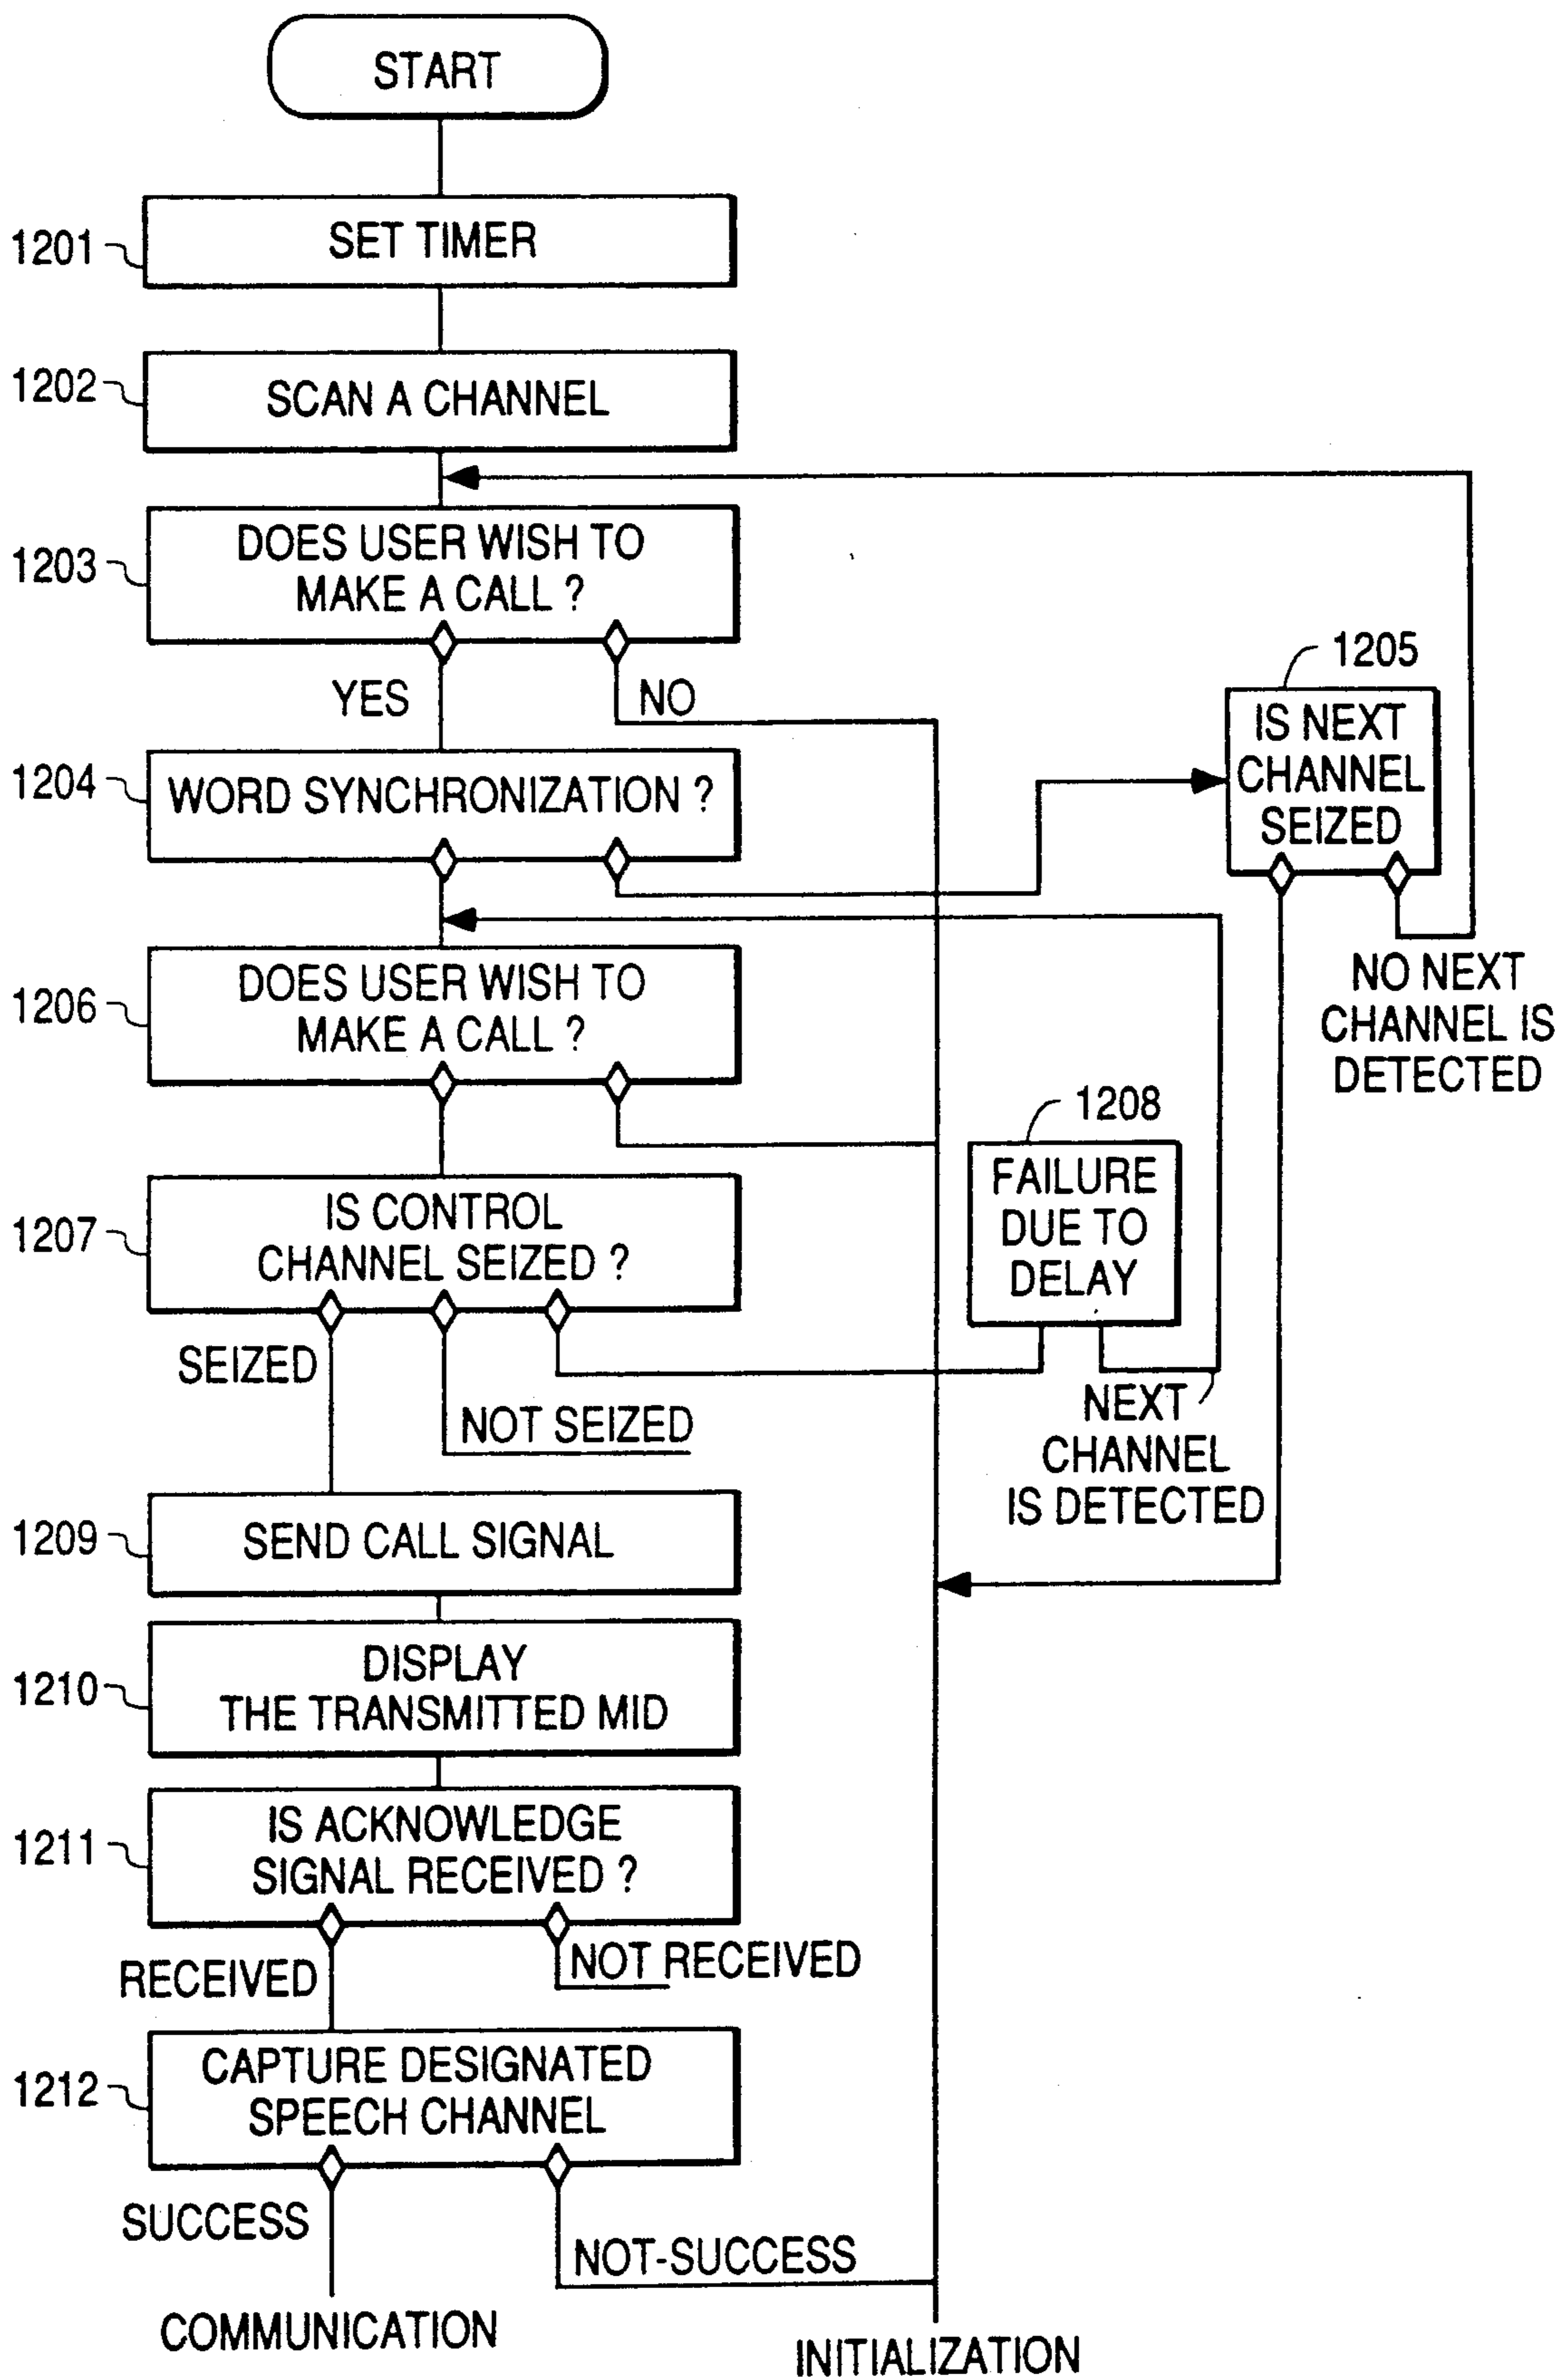 START
1201
SET TIMER
1202
SCAN A CHANNEL
1203
DOES USER WISH TO
MAKE A CALL ?
YES
NO
1205
IS NEXT
CHANNEL
SEIZED
1204
WORD SYNCHRONIZATION ?
NO NEXT
CHANNEL IS
DETECTED
1206
DOES USER WISH TO
MAKE A CALL ?
1208
FAILURE
DUE TO
DELAY
1207
IS CONTROL
CHANNEL SEIZED ?
SEIZED
NOT SEIZED
NEXT
CHANNEL
IS DETECTED
1209
SEND CALL SIGNAL
1210
DISPLAY
THE TRANSMITTED MID
1211
IS ACKNOWLEDGE
SIGNAL RECEIVED ?
RECEIVED
NOT RECEIVED
1212
CAPTURE DESIGNATED
SPEECH CHANNEL
SUCCESS
NOT-SUCCESS
COMMUNICATION
INITIALIZATION